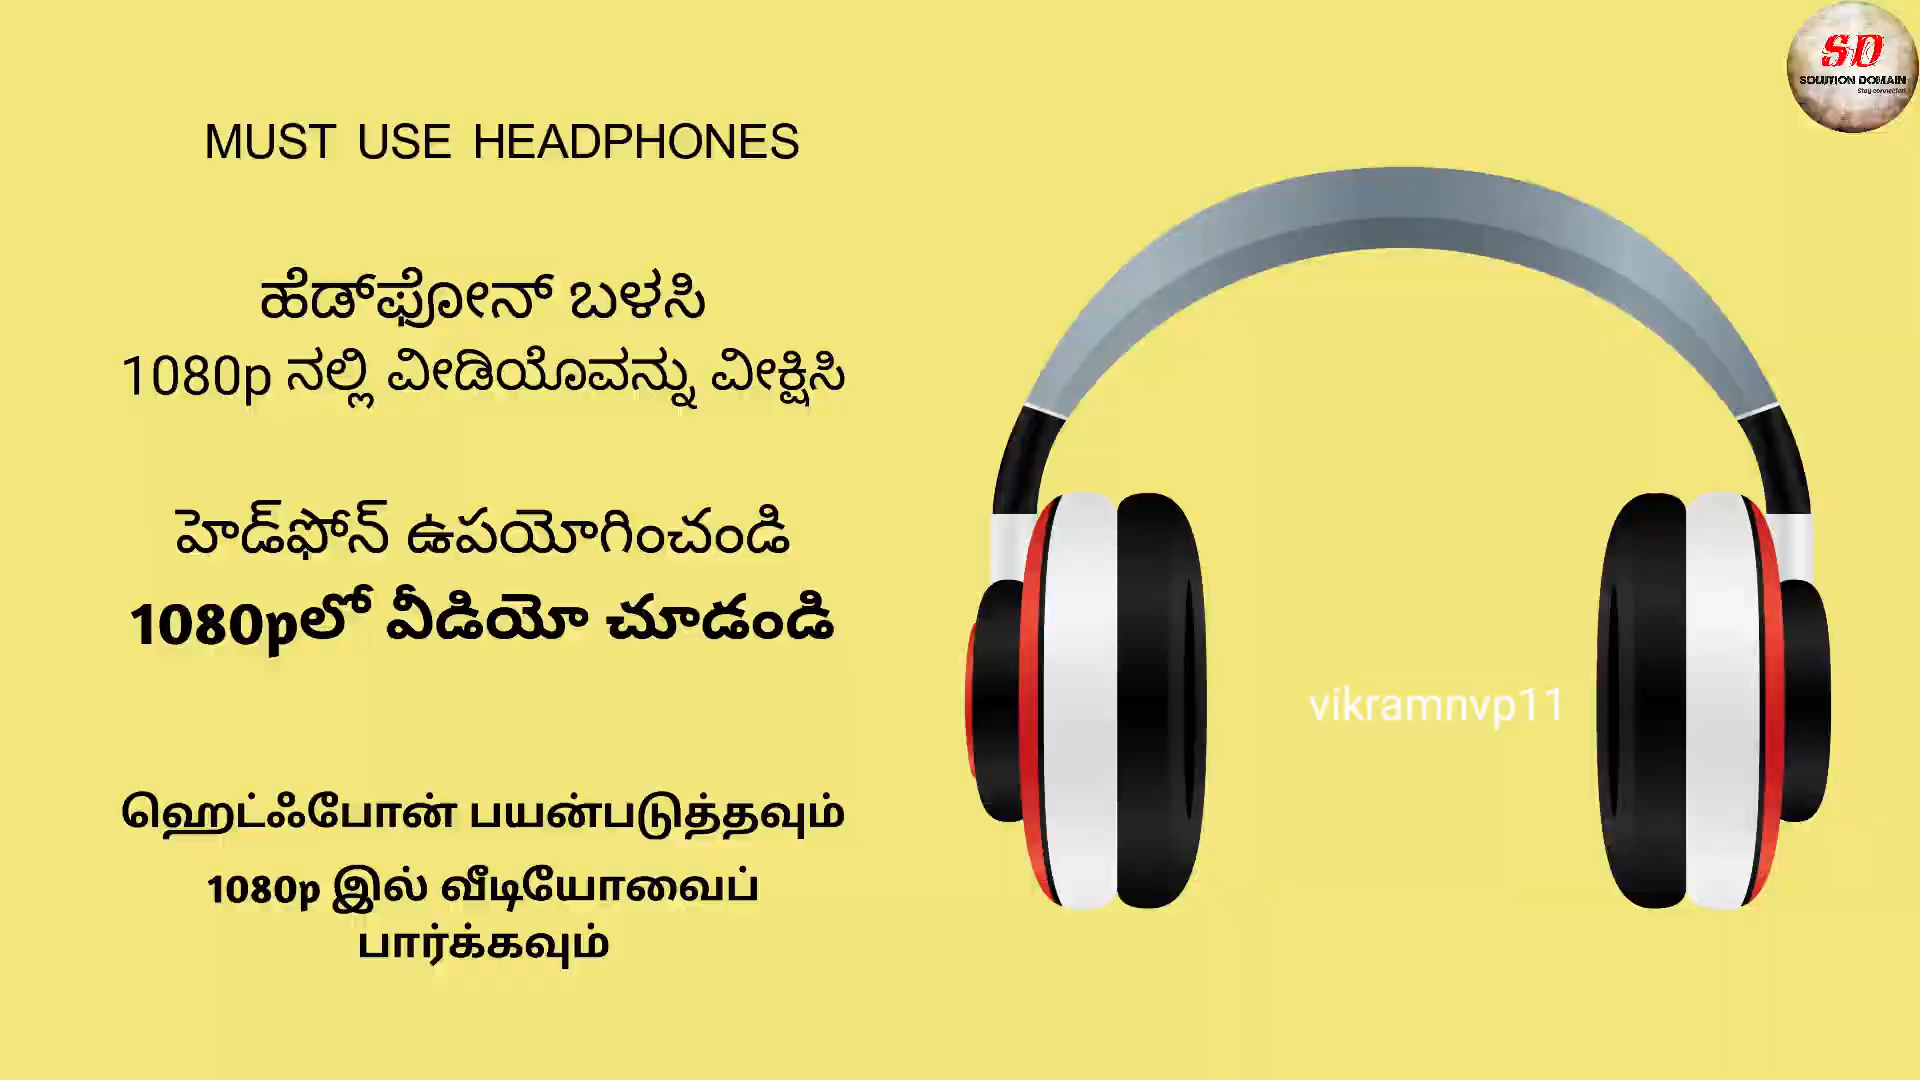 SD
SOLUTION DOMAIN
Stay connected
MUST USE HEADPHONES
ಹೆಡ್‌ಫೋನ್ ಬಳಸಿ
1080p ನಲ್ಲಿ ವೀಡಿಯೊವನ್ನು ವೀಕ್ಷಿಸಿ
హెడ్‌ఫోన్ ఉపయోగించండి
1080pలో వీడియో చూడండి
vikramnvp11
ஹெட்ஃபோன் பயன்படுத்தவும்
1080p இல் வீடியோவைப்
பார்க்கவும்